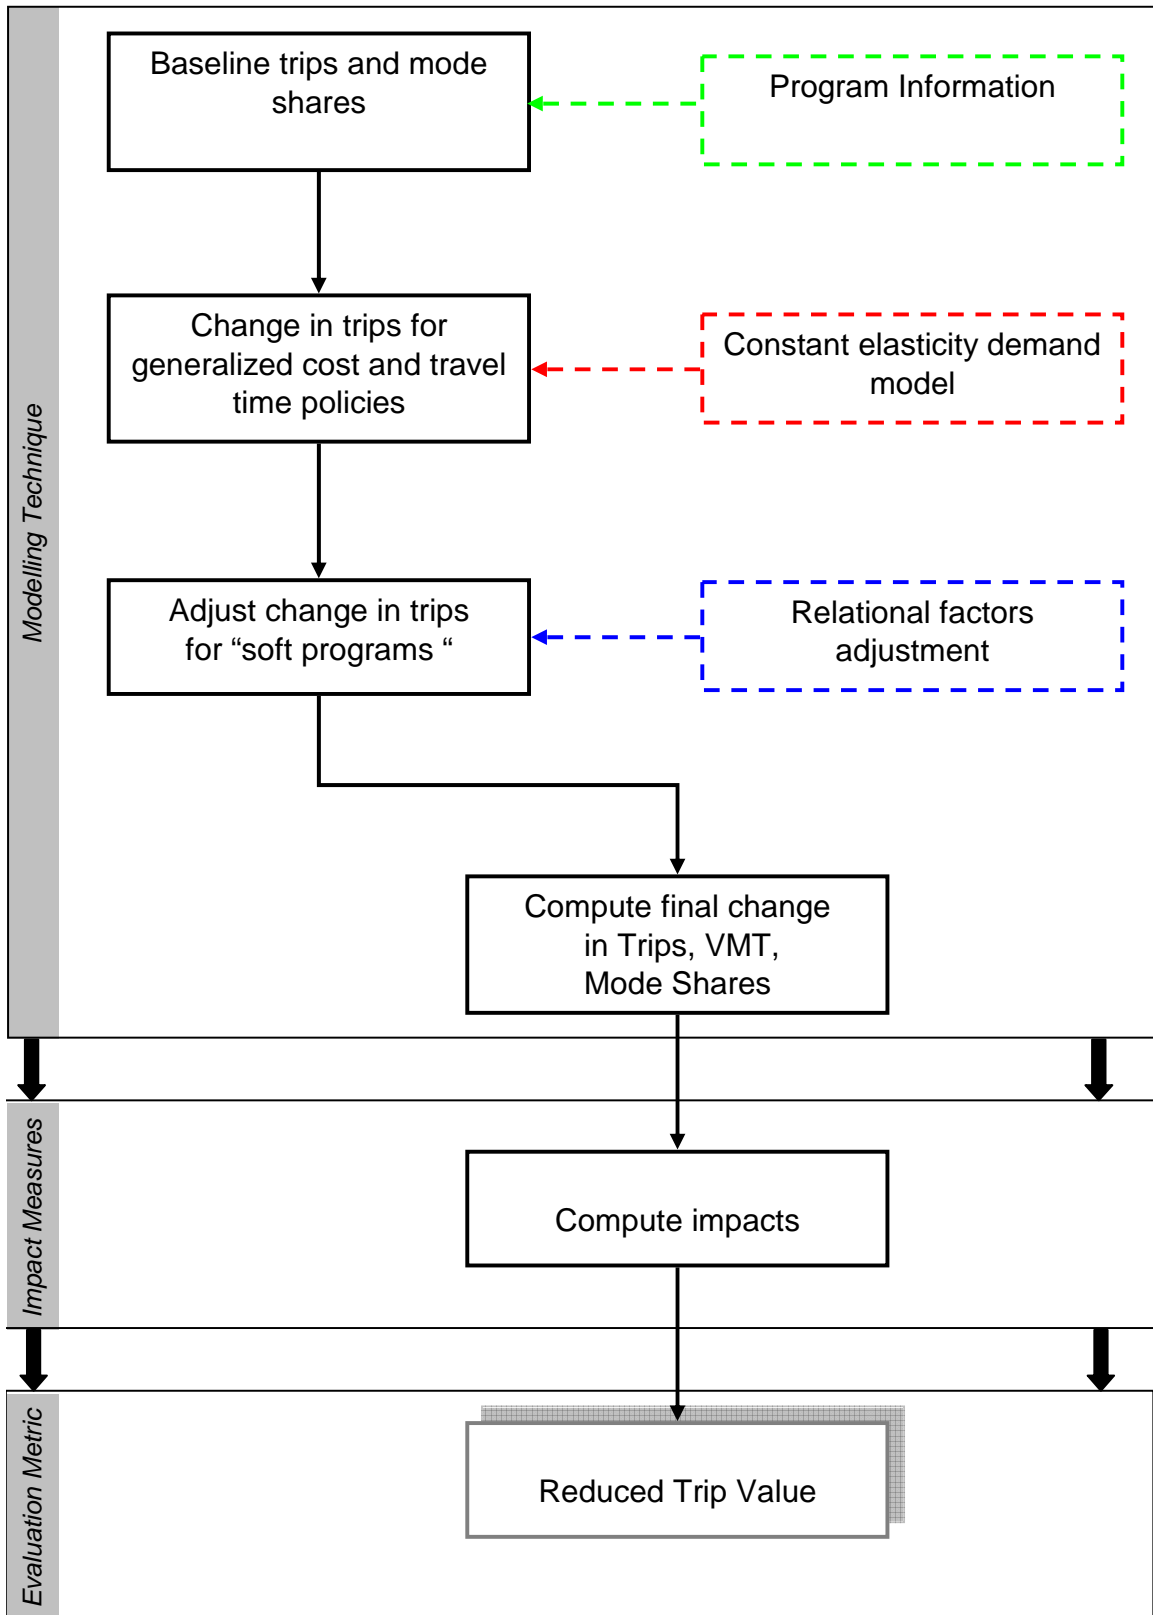 Baseline trips and mode
shares
Program Information
Change in trips for
generalized cost and travel
time policies
Constant elasticity demand
model
Adjust change in trips
for “soft programs “
Relational factors
adjustment
Compute final change
in Trips, VMT,
Mode Shares
Modelling Technique
Compute impacts
Impact Measures
Reduced Trip Value
Evaluation Metric